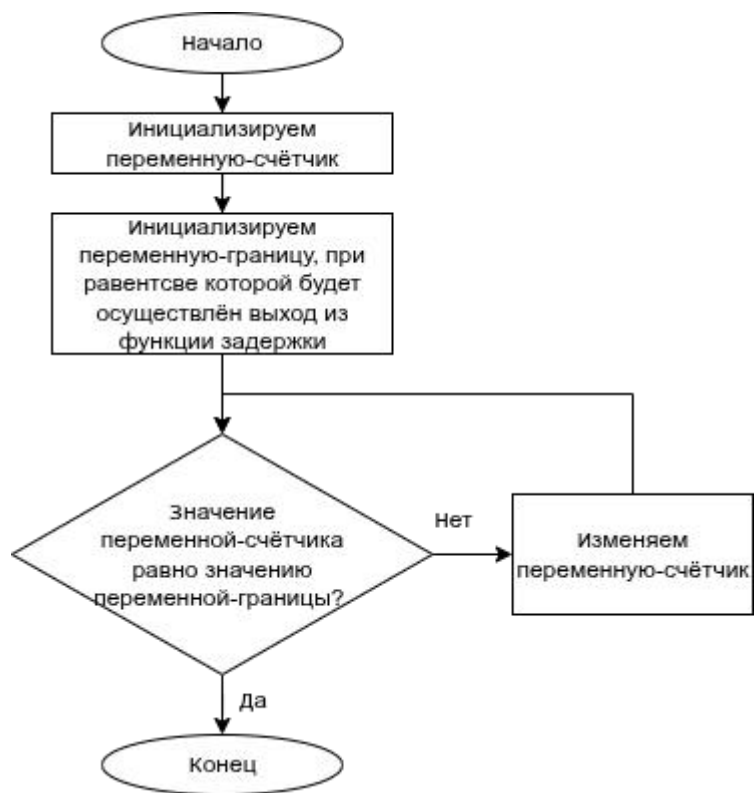 Начало
Инициализируем
переменную-счётчик
Инициализируем
переменную-границу, при
равентсве которой будет
осуществлён выход из
функции задержки
Значение
переменной-счётчика
равно значению
переменной-границы?
Нет
Изменяем
переменную-счётчик
Да
Конец